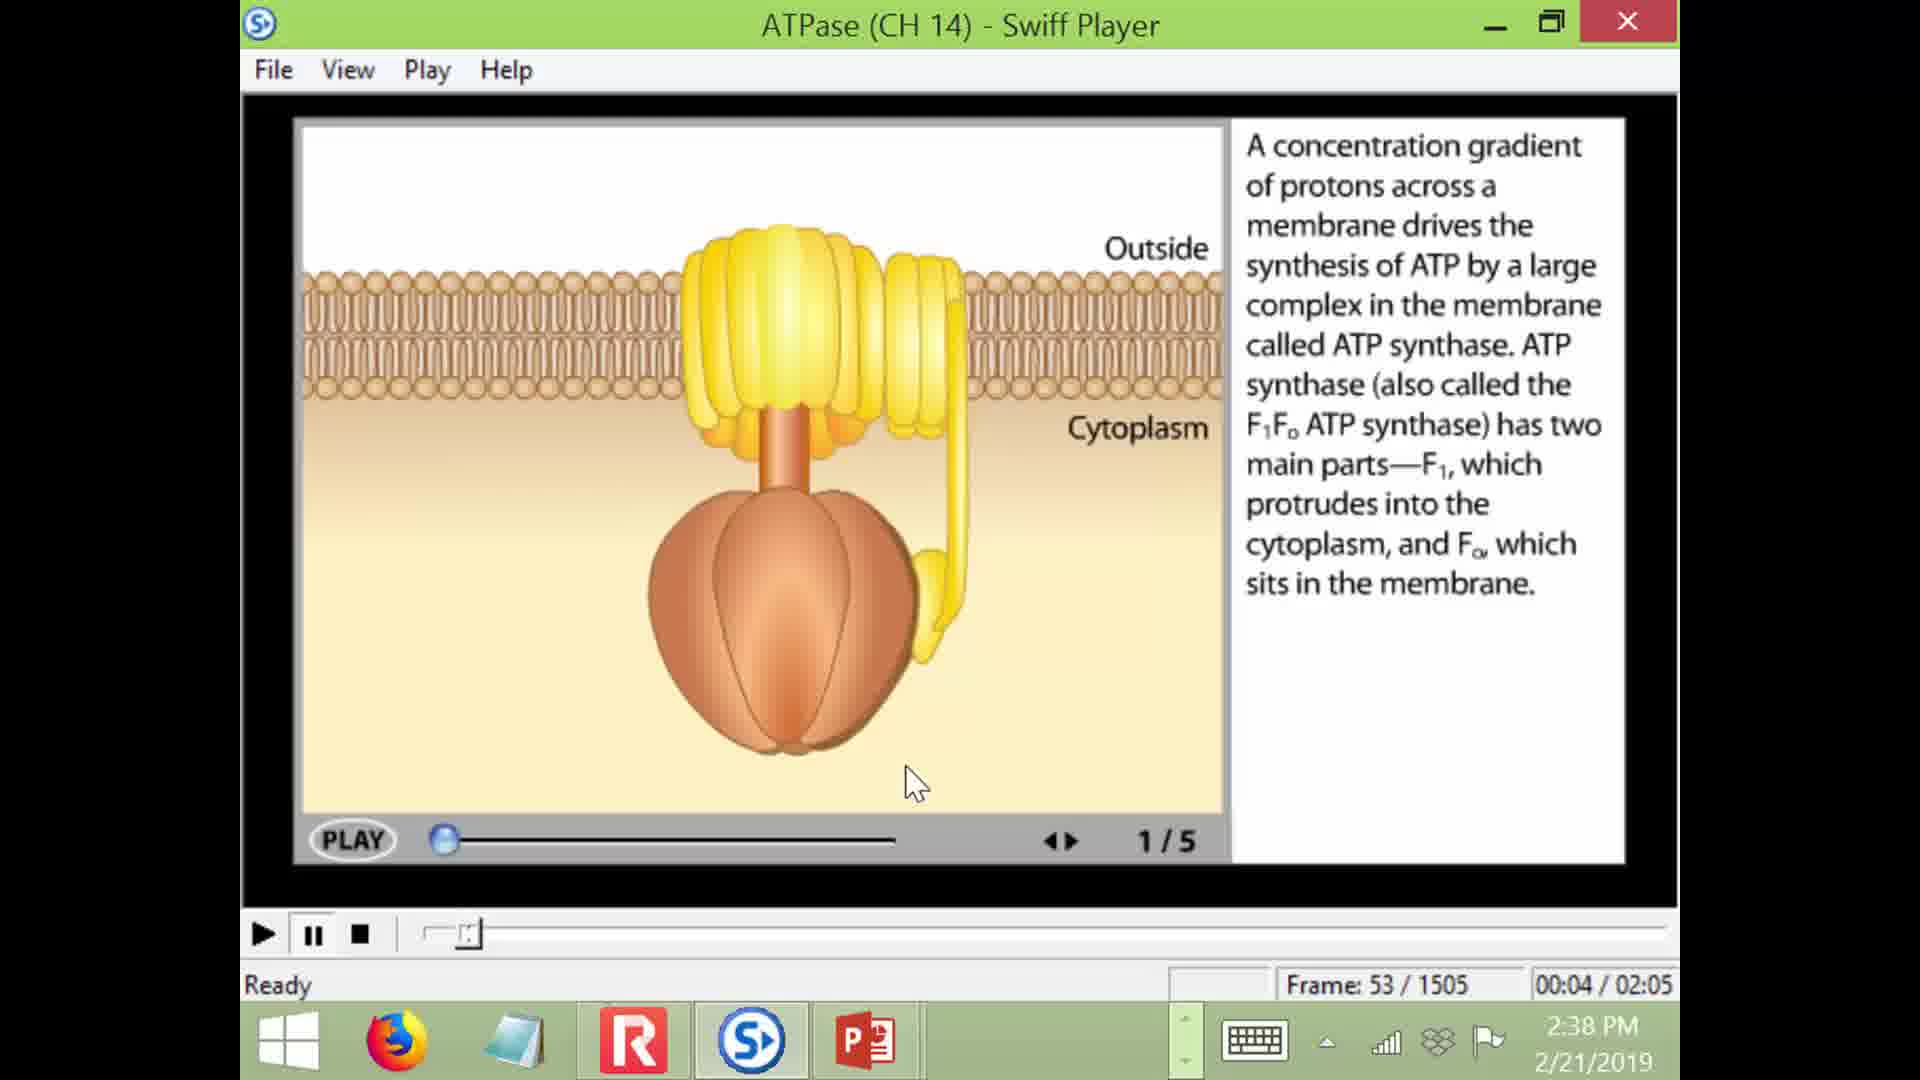 ATPase (CH 14) - Swiff Player
File View Play Help
Outside
Cytoplasm
A concentration gradient
of protons across a
membrane drives the
synthesis of ATP by a large
complex in the membrane
called ATP synthase. ATP
synthase (also called the
F₁Fₒ ATP synthase) has two
main parts—F₁, which
protrudes into the
cytoplasm, and Fₒ, which
sits in the membrane.
PLAY
1 / 5
Ready
Frame: 53 / 1505
00:04 / 02:05
2:38 PM
2/21/2019